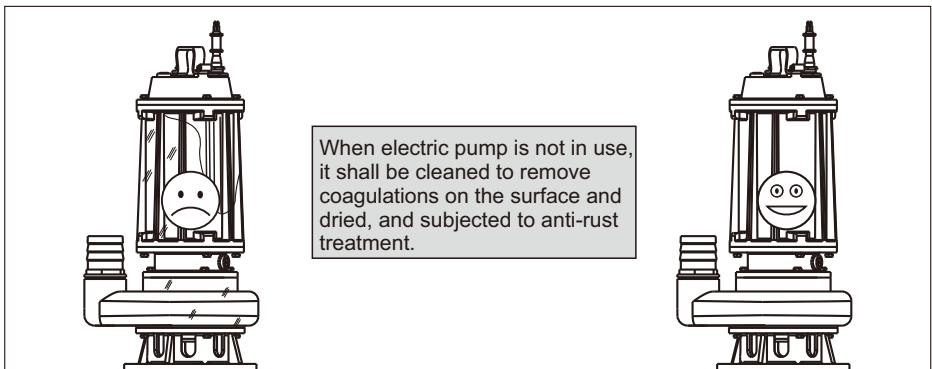 When electric pump is not in use,
it shall be cleaned to remove
coagulations on the surface and
dried, and subjected to anti-rust
treatment.